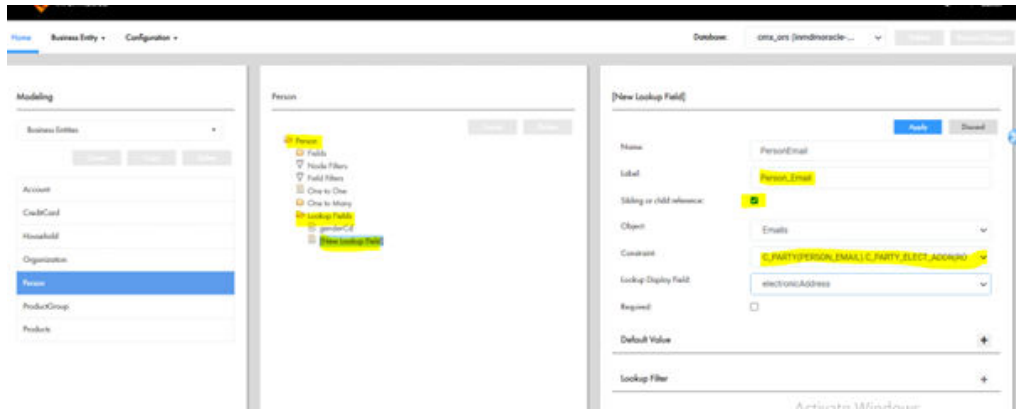 Home Business Entity Configuration Database: cmx_ors (inmdmoracle-...
Modeling
Business Entities
Account
CreditCard
Household
Organization
Person
ProductGroup
Products
Person
Person
Fields
Node Filters
Field Filters
One to One
One to Many
Lookup Fields
genderCd
[New Lookup Field]
[New Lookup Field]
Apply Discard
Name PersonEmail
Label Person_Email
Sibling or child reference:
Object: Emails
Constraint C_PARTY(PERSON_EMAIL).C_PARTY_ELECT_ADDR(RO
Lookup Display Field: electronicAddress
Required:
Default Value +
Lookup Filter +
Activate Windows